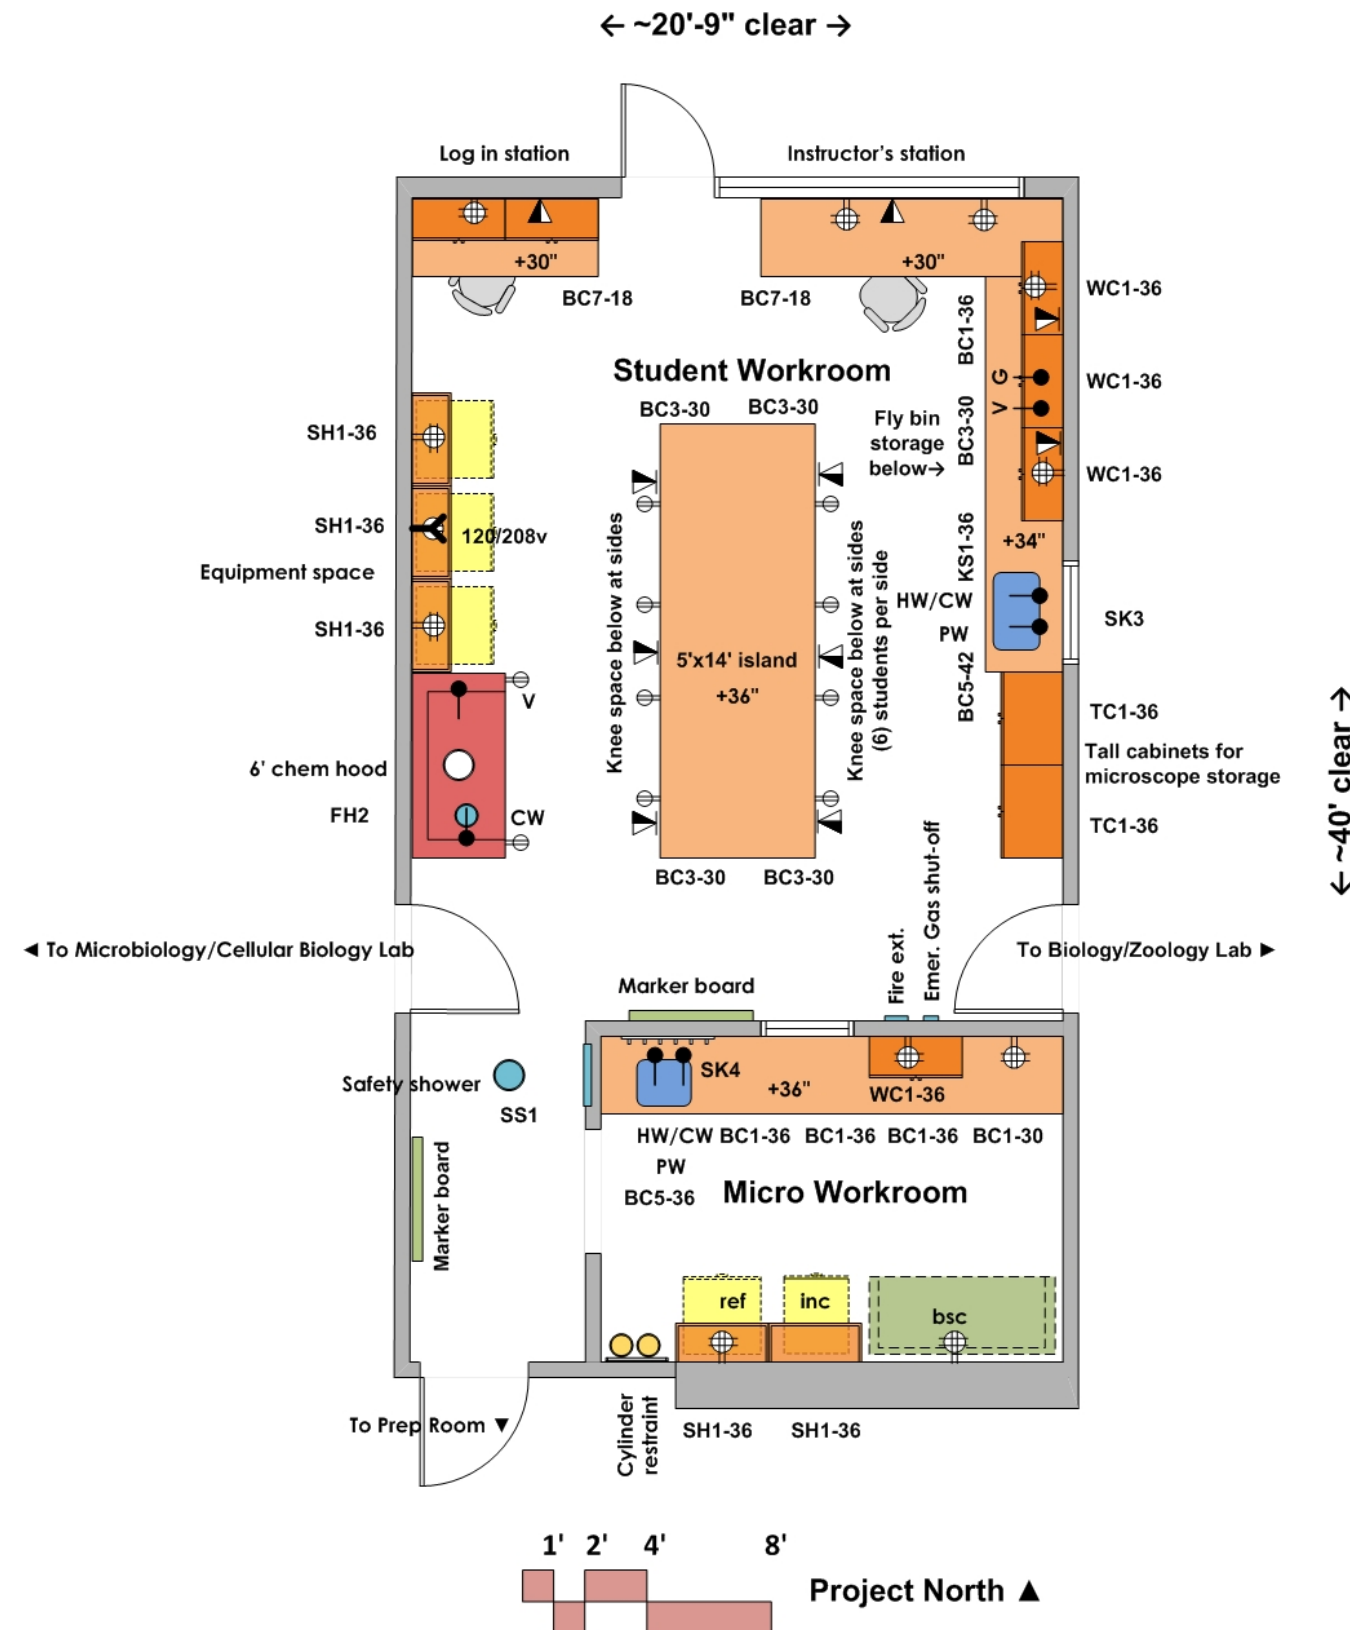 ← ~20'-9" clear →
Log in station
Instructor's station
+30"
+30"
BC7-18
BC7-18
WC1-36
BC1-36
Student Workroom
G
WC1-36
V
BC3-30
BC3-30
Fly bin
storage
below→
BC3-30
SH1-36
WC1-36
SH1-36
120/208v
KS1-36
+34"
Equipment space
Knee space below at sides
Knee space below at sides
(6) students per side
HW/CW
SK3
SH1-36
PW
5'x14' island
+36"
BC5-42
V
TC1-36
Tall cabinets for
microscope storage
6' chem hood
FH2
CW
TC1-36
← ~40' clear →
BC3-30
BC3-30
Fire ext.
Emer. Gas shut-off
◄ To Microbiology/Cellular Biology Lab
To Biology/Zoology Lab ►
Marker board
Safety shower
SS1
SK4
+36"
WC1-36
HW/CW
BC1-36
BC1-36
BC1-36
BC1-30
PW
BC5-36
Micro Workroom
Marker board
ref
inc
bsc
To Prep Room ▼
Cylinder
restraint
SH1-36
SH1-36
1' 2' 4' 8'
Project North ▲